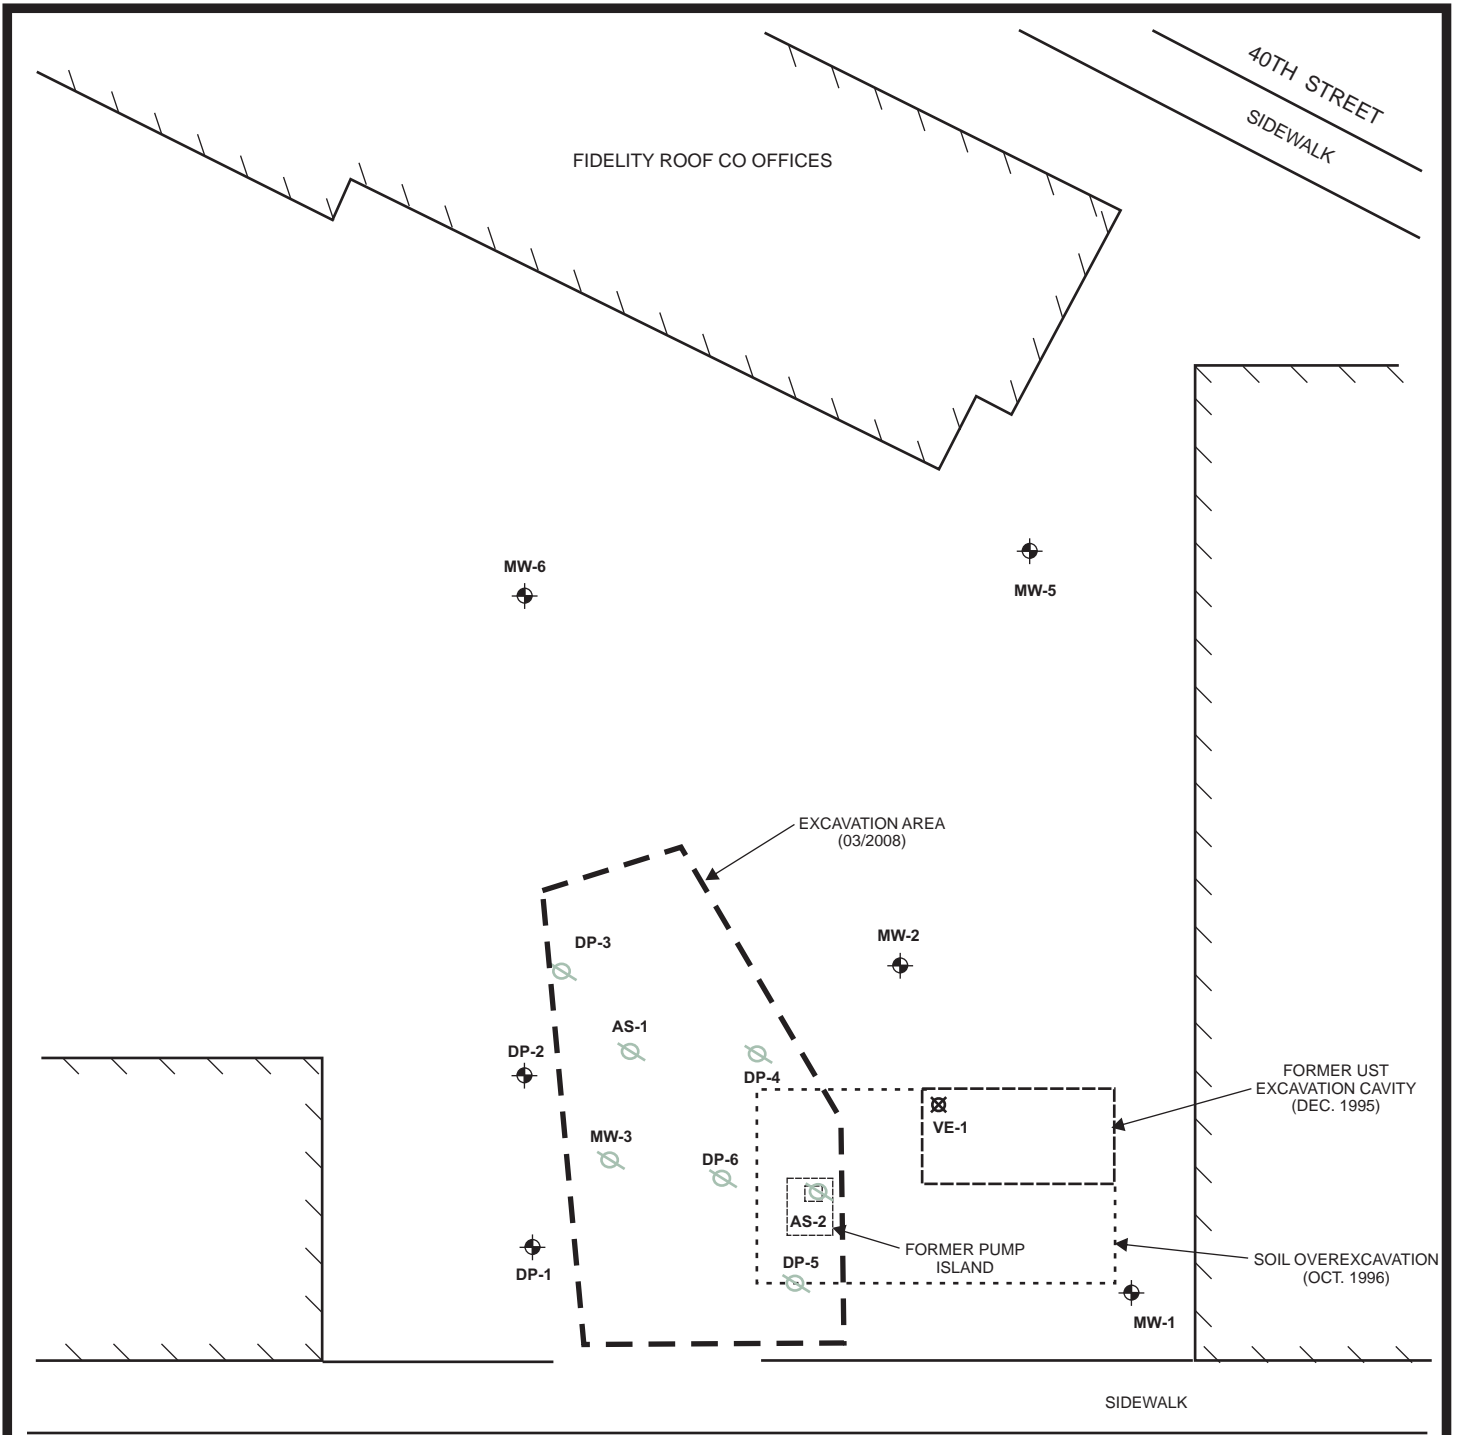 40TH STREET
SIDEWALK
FIDELITY ROOF CO OFFICES
MW-6
MW-5
EXCAVATION AREA
(03/2008)
DP-3
MW-2
AS-1
DP-2
DP-4
FORMER UST
EXCAVATION CAVITY
(DEC. 1995)
VE-1
MW-3
DP-6
AS-2
FORMER PUMP
ISLAND
DP-5
SOIL OVEREXCAVATION
(OCT. 1996)
DP-1
MW-1
SIDEWALK